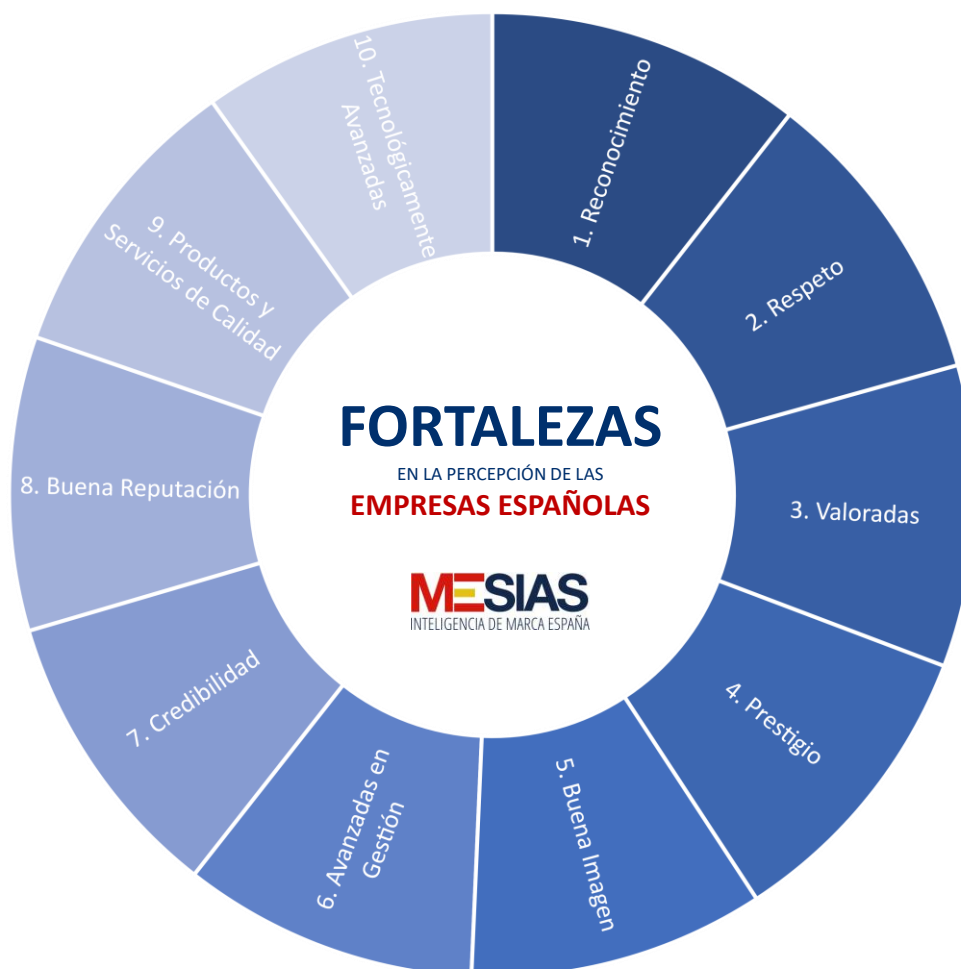 FORTALEZAS
EN LA PERCEPCIÓN DE LAS
EMPRESAS ESPAÑOLAS
MESIAS
INTELIGENCIA DE MARCA ESPAÑA
1. Reconocimiento
2. Respeto
3. Valoradas
4. Prestigio
5. Buena Imagen
6. Avanzadas en
Gestión
7. Credibilidad
8. Buena Reputación
9. Productos y
Servicios de Calidad
10. Tecnológicamente
Avanzadas